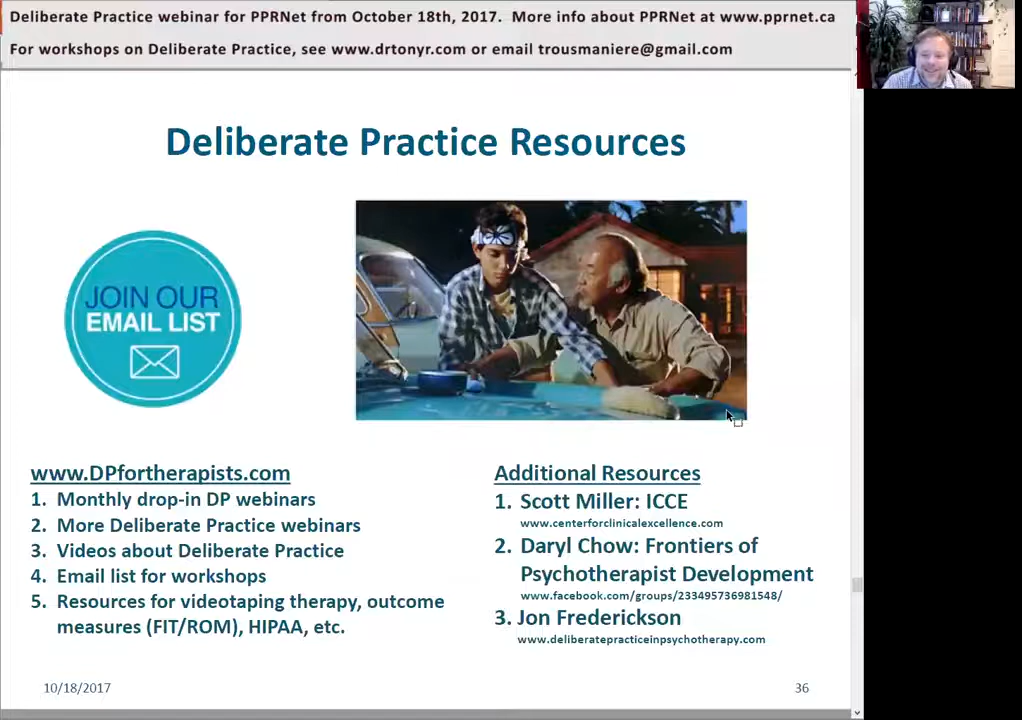 Deliberate Practice webinar for PPRNet from October 18th, 2017. More info about PPRNet at www.pprnet.ca
For workshops on Deliberate Practice, see www.drtonyr.com or email trousmaniere@gmail.com
Deliberate Practice Resources
JOIN OUR
EMAIL LIST
www.DPfortherapists.com
1. Monthly drop-in DP webinars
2. More Deliberate Practice webinars
3. Videos about Deliberate Practice
4. Email list for workshops
5. Resources for videotaping therapy, outcome
measures (FIT/ROM), HIPAA, etc.
Additional Resources
1. Scott Miller: ICCE
www.centerforclinicalexcellence.com
2. Daryl Chow: Frontiers of
Psychotherapist Development
www.facebook.com/groups/233495736981548/
3. Jon Frederickson
www.deliberatepracticeinpsychotherapy.com
10/18/2017
36